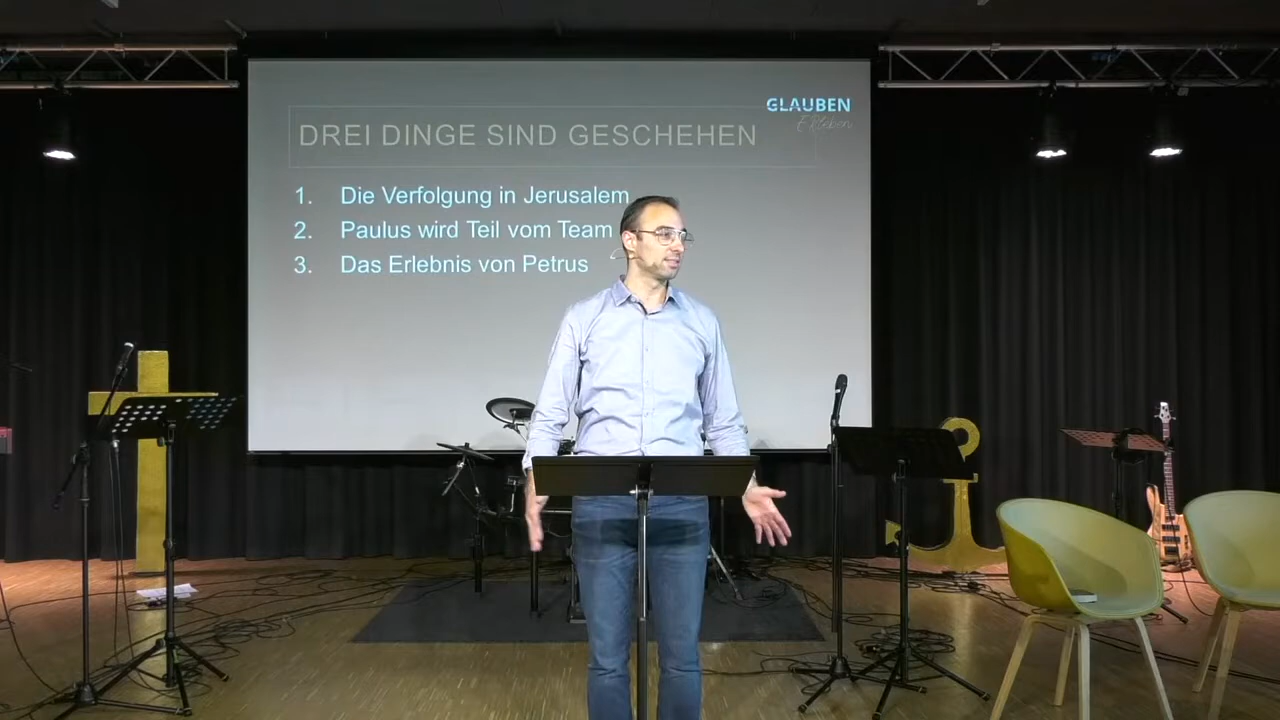 GLAUBEN
ERleben
DREI DINGE SIND GESCHEHEN
1. Die Verfolgung in Jerusalem
2. Paulus wird Teil vom Team
3. Das Erlebnis von Petrus